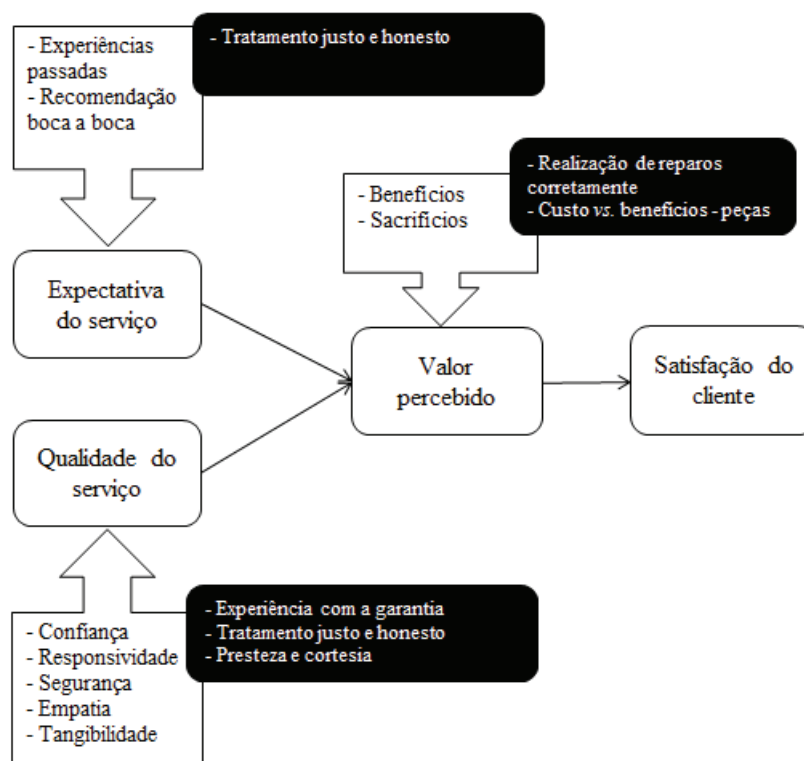 - Experiências
passadas
- Recomendação
boca a boca
- Tratamento justo e honesto
- Benefícios
- Sacrifícios
- Realização de reparos
corretamente
- Custo vs. benefícios - peças
Expectativa
do serviço
Valor
percebido
Satisfação do
cliente
Qualidade do
serviço
- Confiança
- Responsividade
- Segurança
- Empatia
- Tangibilidade
- Experiência com a garantia
- Tratamento justo e honesto
- Presteza e cortesia